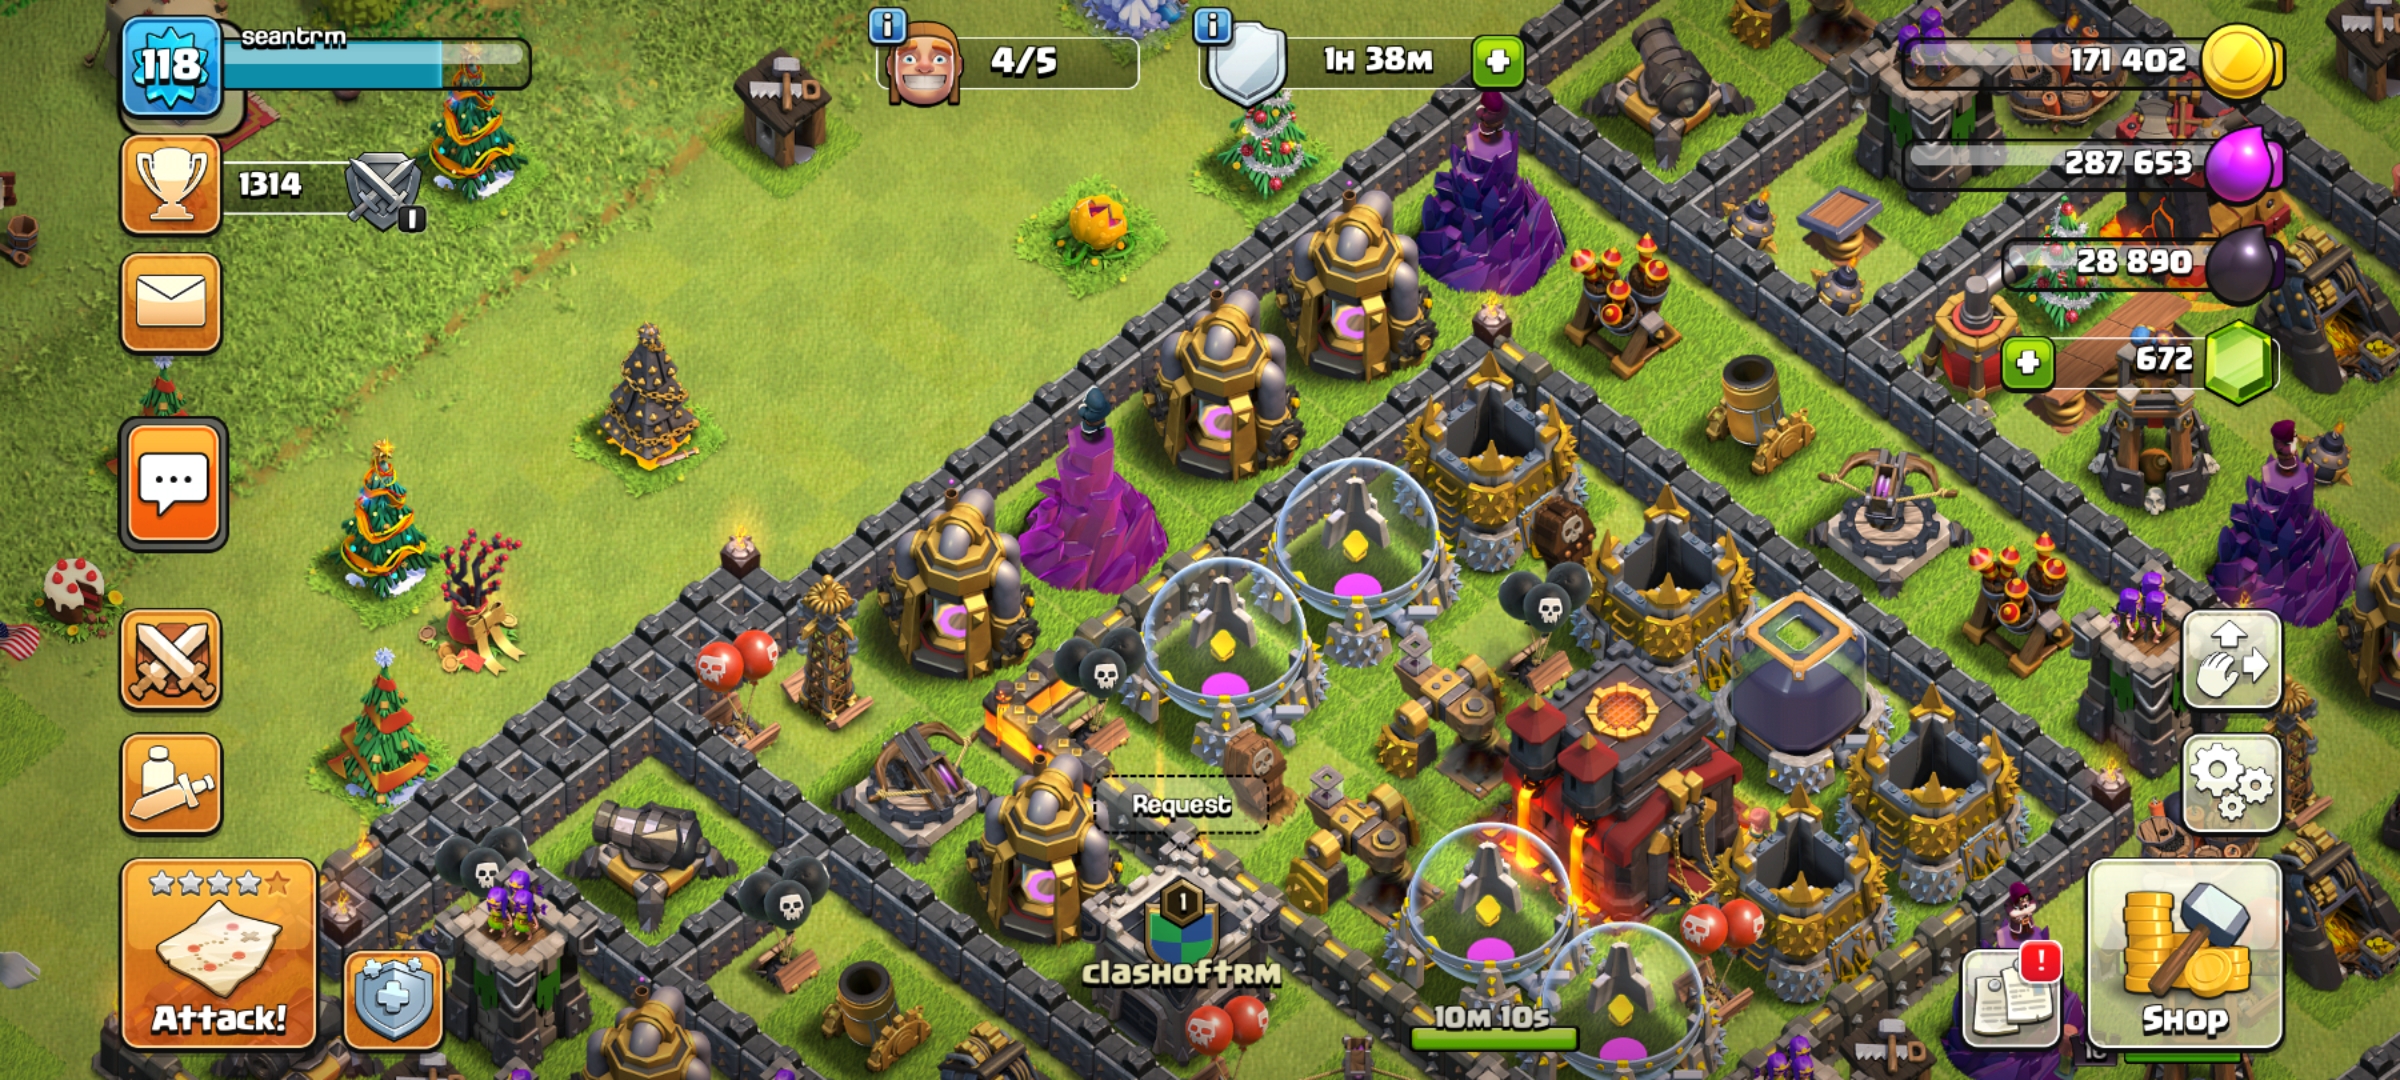 118
seantrm
4/5
1h 38m
171 402
1314
I
287 653
28 890
672
Request
1
clashoftrm
10m 10s
Attack!
!
Shop